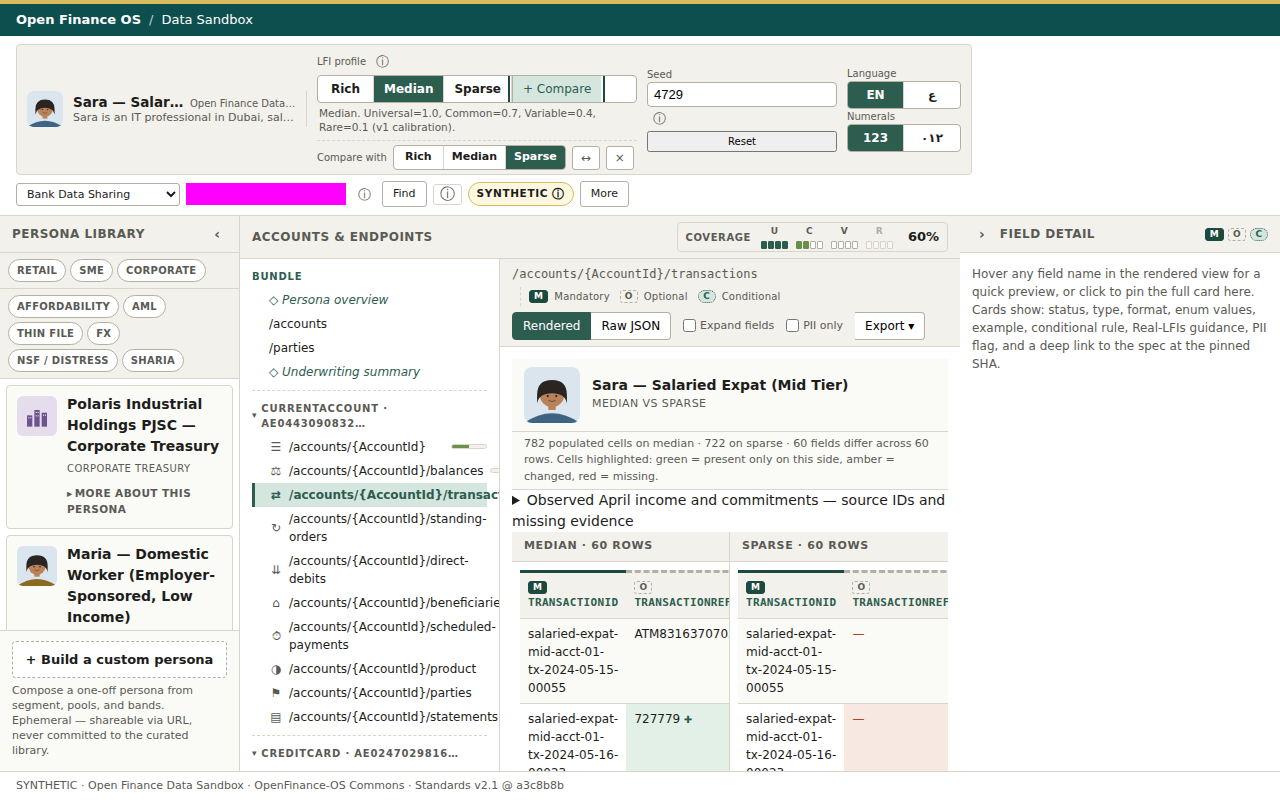 Open Finance OS / Data Sandbox
Sara — Salar… Open Finance Data…
Sara is an IT professional in Dubai, sal…
LFI profile ⓘ
Rich Median Sparse + Compare
Median. Universal=1.0, Common=0.7, Variable=0.4,
Rare=0.1 (v1 calibration).
Compare with Rich Median Sparse ↔ ×
Seed
4729
ⓘ
Reset
Language
EN ع
Numerals
123 ٠١٢
Bank Data Sharing ⓘ Find ⓘ SYNTHETIC ⓘ More
PERSONA LIBRARY ‹
RETAIL SME CORPORATE
AFFORDABILITY AML
THIN FILE FX
NSF / DISTRESS SHARIA
Polaris Industrial
Holdings PJSC —
Corporate Treasury
CORPORATE TREASURY
▸ MORE ABOUT THIS
PERSONA
Maria — Domestic
Worker (Employer-
Sponsored, Low
Income)
+ Build a custom persona
Compose a one-off persona from
segment, pools, and bands.
Ephemeral — shareable via URL,
never committed to the curated
library.
ACCOUNTS & ENDPOINTS
COVERAGE U C V R 60%
BUNDLE
◇ Persona overview
/accounts
/parties
◇ Underwriting summary
▾ CURRENTACCOUNT ·
AE0443090832…
☰ /accounts/{AccountId}
⚖ /accounts/{AccountId}/balances
⇄ /accounts/{AccountId}/transac
↻ /accounts/{AccountId}/standing-
orders
⇊ /accounts/{AccountId}/direct-
debits
⌂ /accounts/{AccountId}/beneficiarie
⏱ /accounts/{AccountId}/scheduled-
payments
◑ /accounts/{AccountId}/product
⚑ /accounts/{AccountId}/parties
▤ /accounts/{AccountId}/statements
▾ CREDITCARD · AE0247029816…
/accounts/{AccountId}/transactions
M Mandatory O Optional C Conditional
Rendered Raw JSON Expand fields PII only Export ▾
Sara — Salaried Expat (Mid Tier)
MEDIAN VS SPARSE
782 populated cells on median · 722 on sparse · 60 fields differ across 60
rows. Cells highlighted: green = present only on this side, amber =
changed, red = missing.
▶ Observed April income and commitments — source IDs and
missing evidence
MEDIAN · 60 ROWS SPARSE · 60 ROWS
M O M O
TRANSACTIONID TRANSACTIONREF TRANSACTIONID TRANSACTIONREF
salaried-expat- ATM831637070 salaried-expat- —
mid-acct-01- mid-acct-01-
tx-2024-05-15- tx-2024-05-15-
00055 00055
salaried-expat- 727779 + salaried-expat- —
mid-acct-01- mid-acct-01-
tx-2024-05-16- tx-2024-05-16-
› FIELD DETAIL M O C
Hover any field name in the rendered view for a
quick preview, or click to pin the full card here.
Cards show: status, type, format, enum values,
example, conditional rule, Real-LFIs guidance, PII
flag, and a deep link to the spec at the pinned
SHA.
SYNTHETIC · Open Finance Data Sandbox · OpenFinance-OS Commons · Standards v2.1 @ a3c8b8b